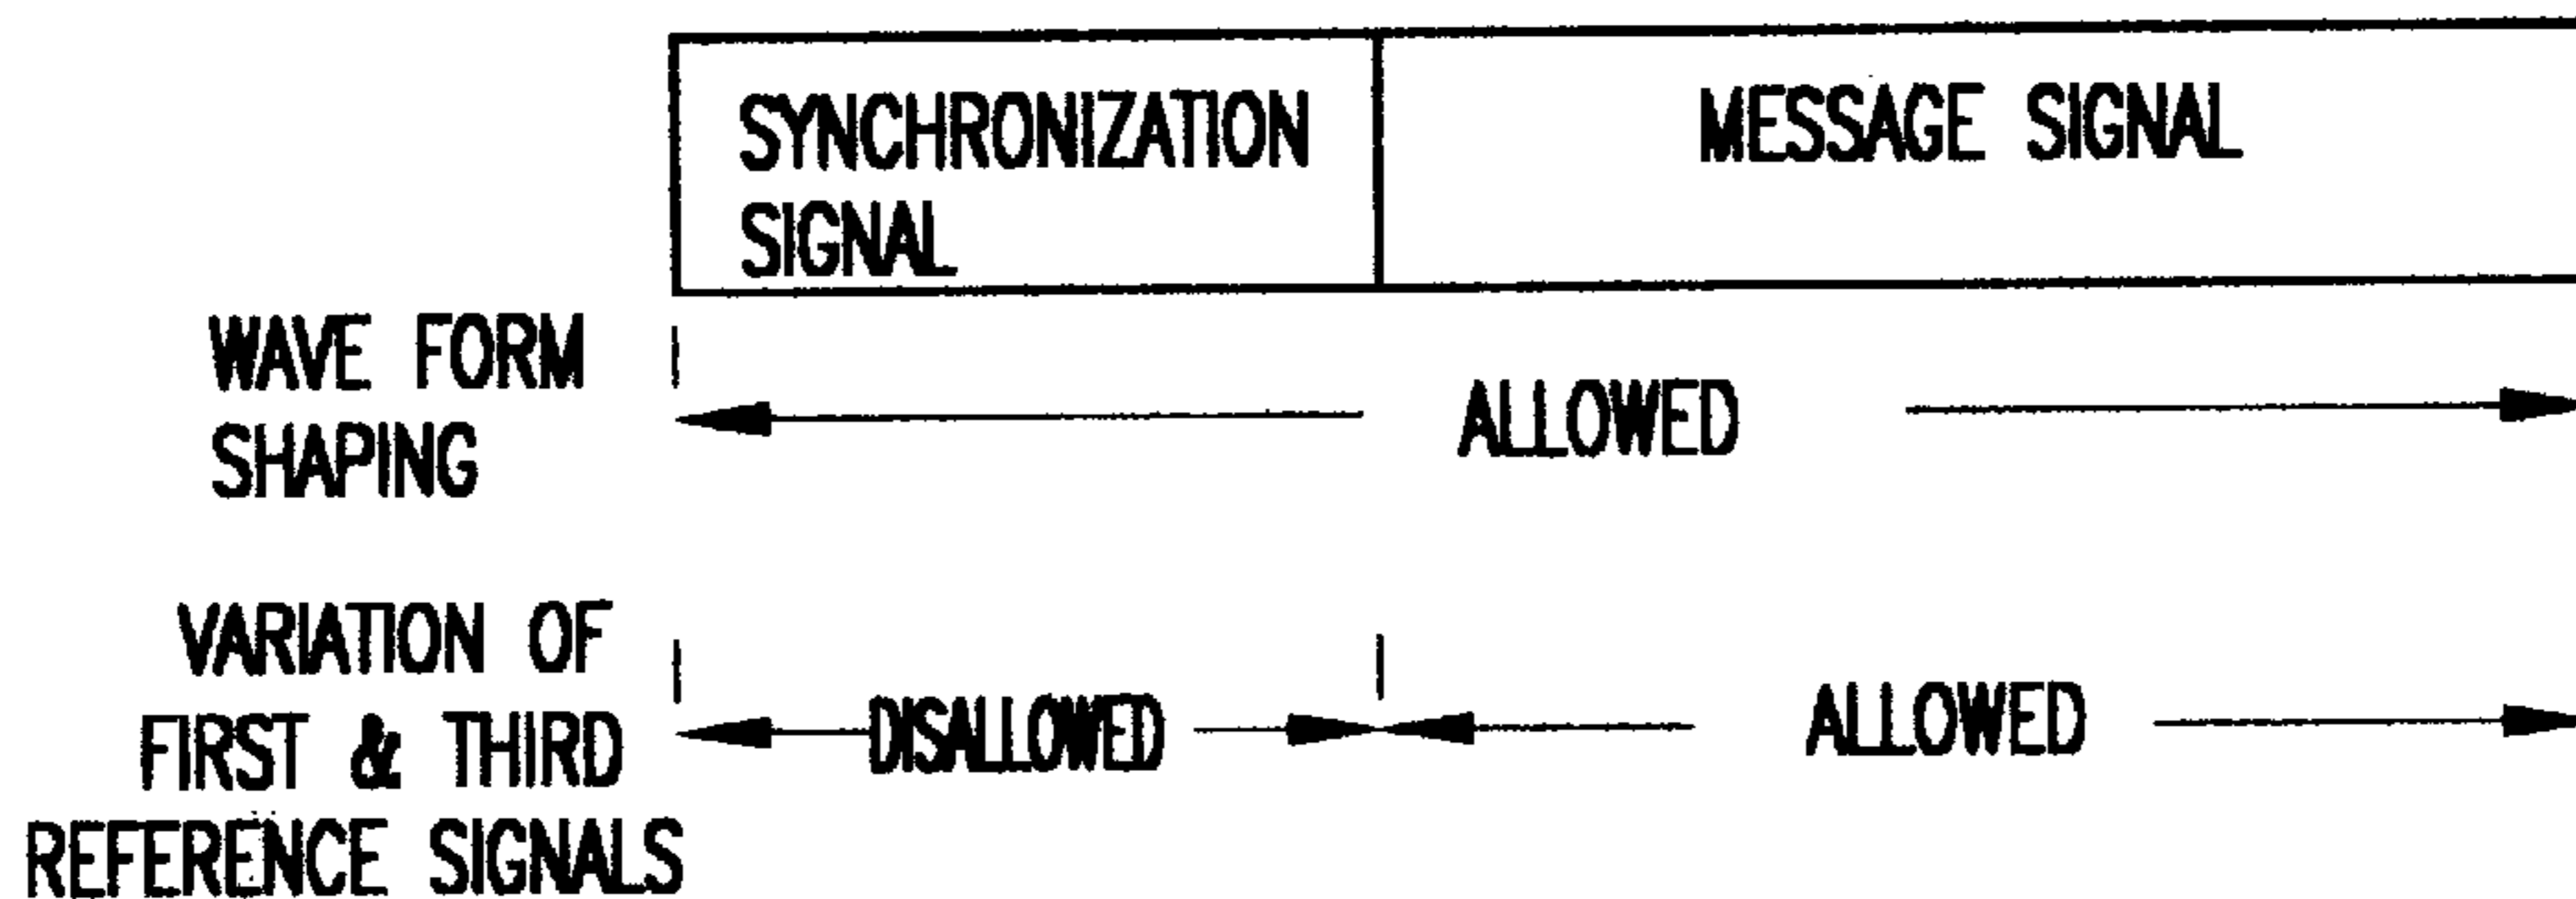 SYNCHRONIZATION
SIGNAL
MESSAGE SIGNAL
WAVE FORM
SHAPING
ALLOWED
VARIATION OF
FIRST & THIRD
REFERENCE SIGNALS
DISALLOWED
ALLOWED